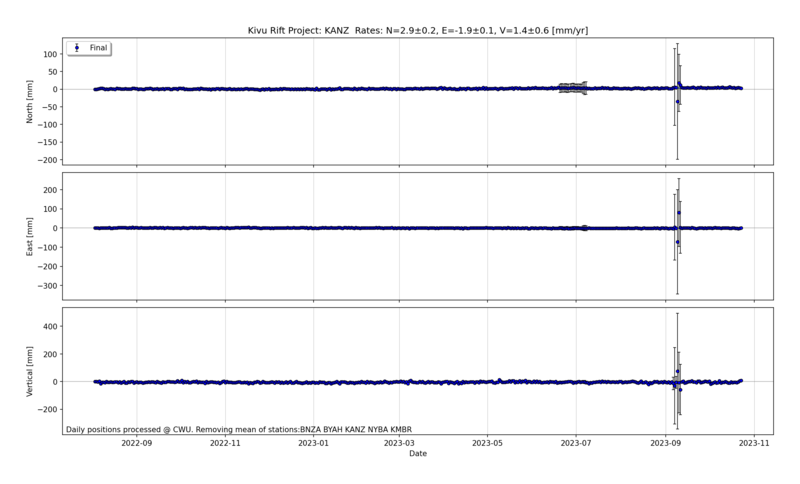 Kivu Rift Project: KANZ  Rates: N=2.9±0.2, E=-1.9±0.1, V=1.4±0.6 [mm/yr]
Final
100
50
0
−50
−100
−150
−200
North [mm]
200
100
0
−100
−200
−300
East [mm]
400
200
0
−200
Vertical [mm]
Daily positions processed @ CWU. Removing mean of stations:BNZA BYAH KANZ NYBA KMBR
2022-09 2022-11 2023-01 2023-03 2023-05 2023-07 2023-09 2023-11
Date